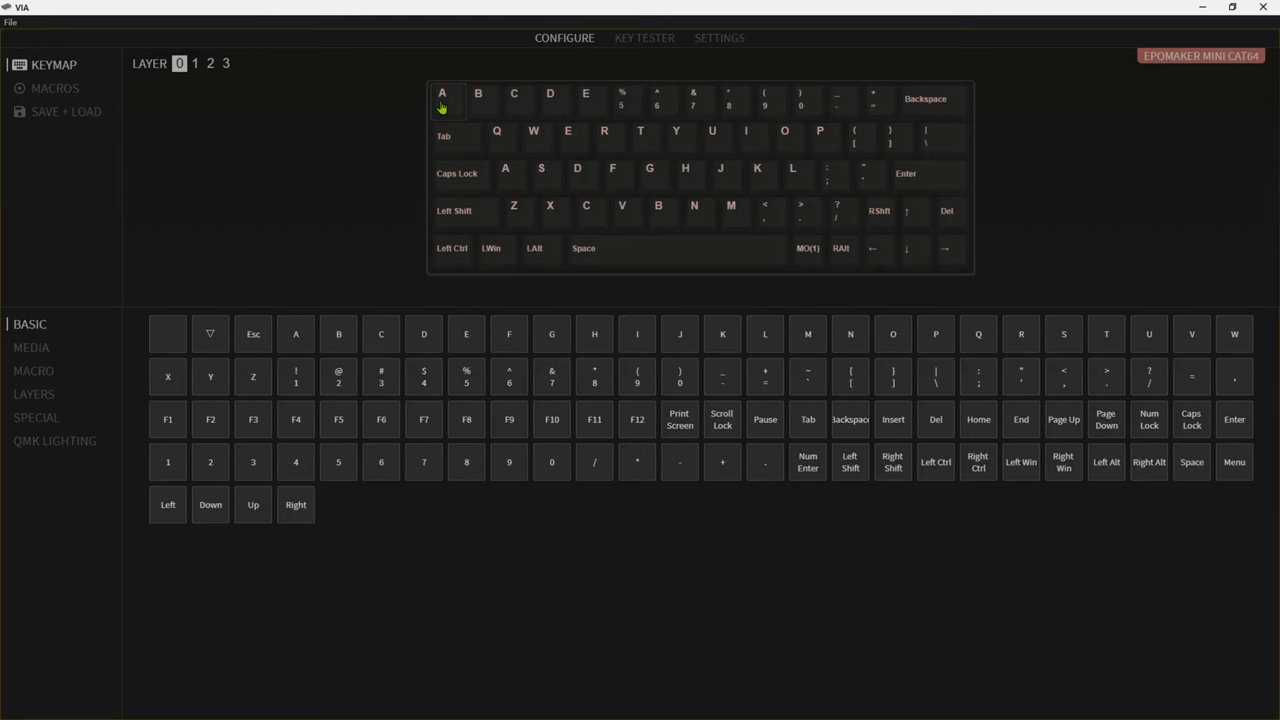 VIA
File
CONFIGURE KEY TESTER SETTINGS
KEYMAP
MACROS
SAVE + LOAD
LAYER 0 1 2 3
EPOMAKER MINI CAT64
A B C D E % 5 ^ 6 & 7 * 8 ( 9 ) 0 _ - + = Backspace
Tab Q W E R T Y U I O P { [ } ] | \
Caps Lock A S D F G H J K L : ; " ' Enter
Left Shift Z X C V B N M < , > . ? / RShft ↑ Del
Left Ctrl LWin LAlt Space MO(1) RAlt ← ↓ →
BASIC
MEDIA
MACRO
LAYERS
SPECIAL
QMK LIGHTING
▽ Esc A B C D E F G H I J K L M N O P Q R S T U V W
X Y Z ! 1 @ 2 # 3 $ 4 % 5 ^ 6 & 7 * 8 ( 9 ) 0 _ - + = ~ ` { [ } ] | \ : ; " ' < , > . ? / = ,
F1 F2 F3 F4 F5 F6 F7 F8 F9 F10 F11 F12 Print Screen Scroll Lock Pause Tab Backspace Insert Del Home End Page Up Page Down Num Lock Caps Lock Enter
1 2 3 4 5 6 7 8 9 0 / * - + . Num Enter Left Shift Right Shift Left Ctrl Right Ctrl Left Win Right Win Left Alt Right Alt Space Menu
Left Down Up Right